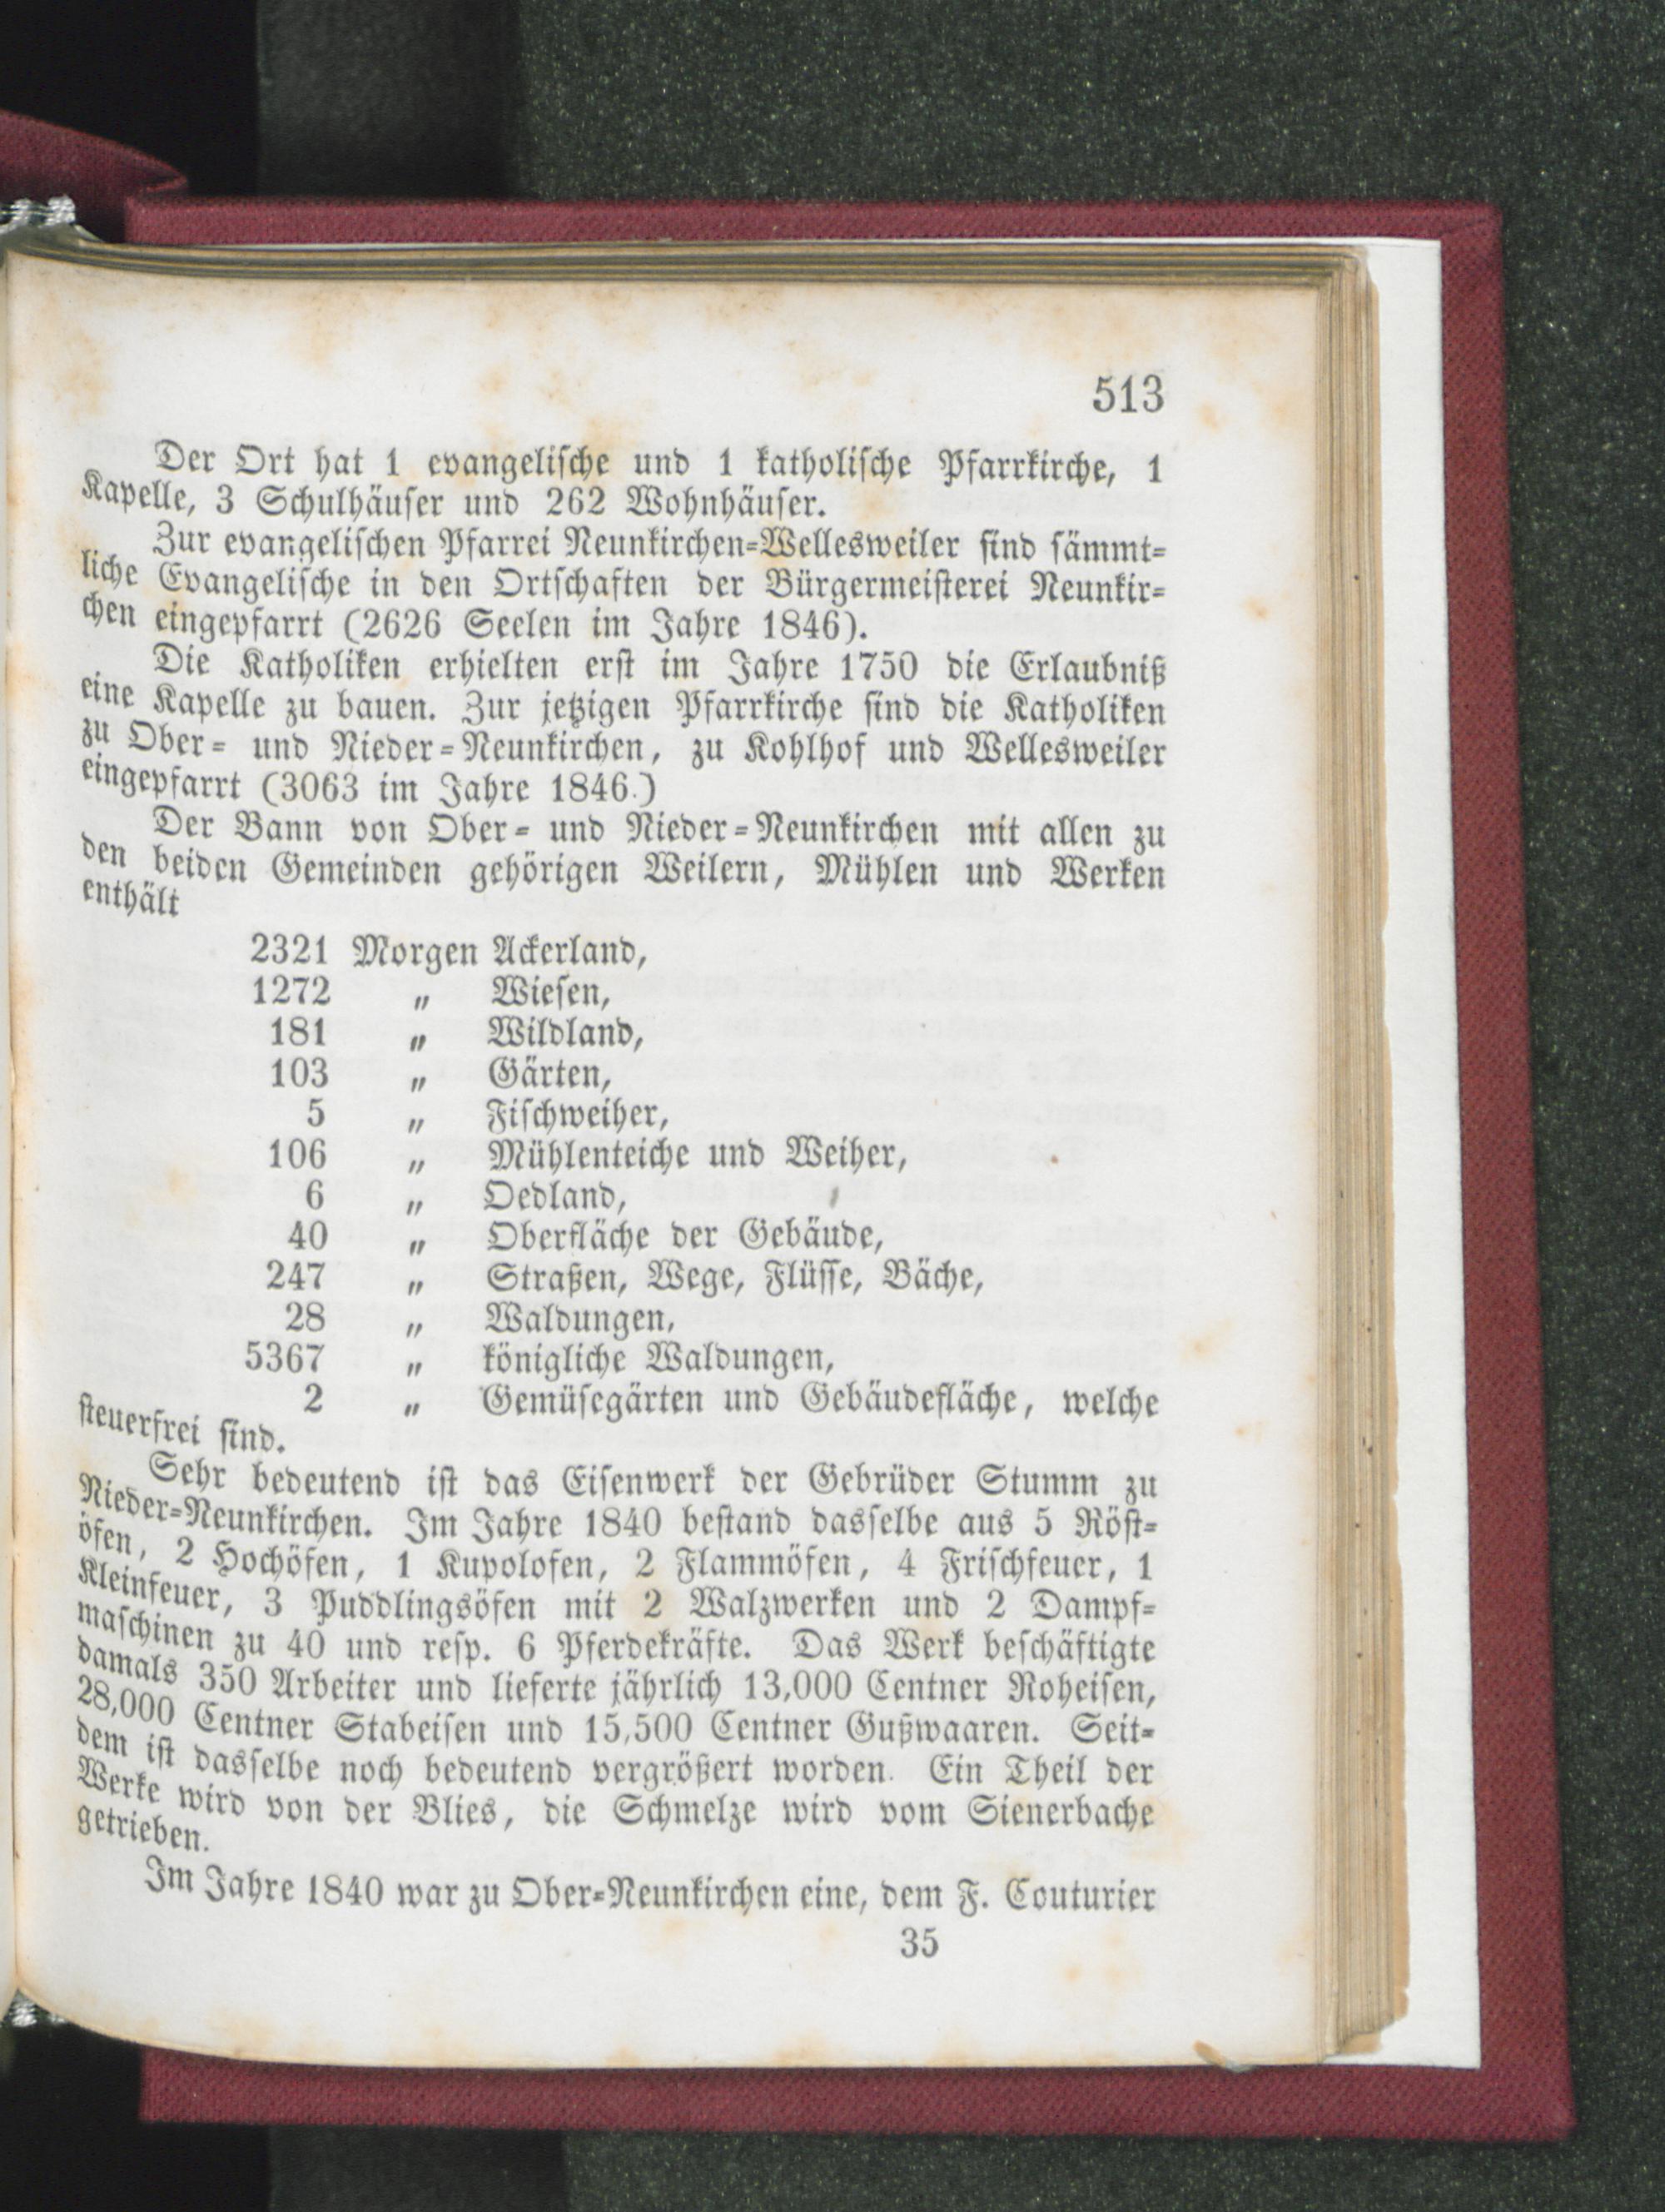 513
Der Ort hat 1 evangelische und 1 katholische Pfarrkirche, 1
Kapelle, 3 Schulhäuser und 262 Wohnhäuser.
Zur evangelischen Pfarrei Neunkirchen=Wellesweiler sind sämmt=
liche Evangelische in den Ortschaften der Bürgermeisterei Neunkir=
chen eingepfarrt (2626 Seelen im Jahre 1846).
Die Katholiken erhielten erst im Jahre 1750 die Erlaubniß
eine Kapelle zu bauen. Zur jetzigen Pfarrkirche sind die Katholiken
zu Ober= und Nieder=Neunkirchen, zu Kohlhof und Wellesweiler
eingepfarrt (3063 im Jahre 1846.)
Der Bann von Ober= und Nieder=Neunkirchen mit allen zu
den beiden Gemeinden gehörigen Weilern, Mühlen und Werken
enthält
2321 Morgen Ackerland,
1272 „ Wiesen,
181 „ Wildland,
103 „ Gärten,
5 „ Fischweiher,
106 „ Mühlenteiche und Weiher,
6 „ Oedland,
40 „ Oberfläche der Gebäude,
247 „ Straßen, Wege, Flüsse, Bäche,
28 „ Waldungen,
5367 „ königliche Waldungen,
2 „ Gemüsegärten und Gebäudefläche, welche
steuerfrei sind.
Sehr bedeutend ist das Eisenwerk der Gebrüder Stumm zu
Nieder=Neunkirchen. Im Jahre 1840 bestand dasselbe aus 5 Röst=
öfen, 2 Hochöfen, 1 Kupolofen, 2 Flammöfen, 4 Frischfeuer, 1
Kleinfeuer, 3 Puddlingsöfen mit 2 Walzwerken und 2 Dampf=
maschinen zu 40 und resp. 6 Pferdekräfte. Das Werk beschäftigte
damals 350 Arbeiter und lieferte jährlich 13,000 Centner Roheisen,
28,000 Centner Stabeisen und 15,500 Centner Gußwaaren. Seit=
dem ist dasselbe noch bedeutend vergrößert worden. Ein Theil der
Werke wird von der Blies, die Schmelze wird vom Sienerbache
getrieben.
Im Jahre 1840 war zu Ober=Neunkirchen eine, dem F. Couturier
35